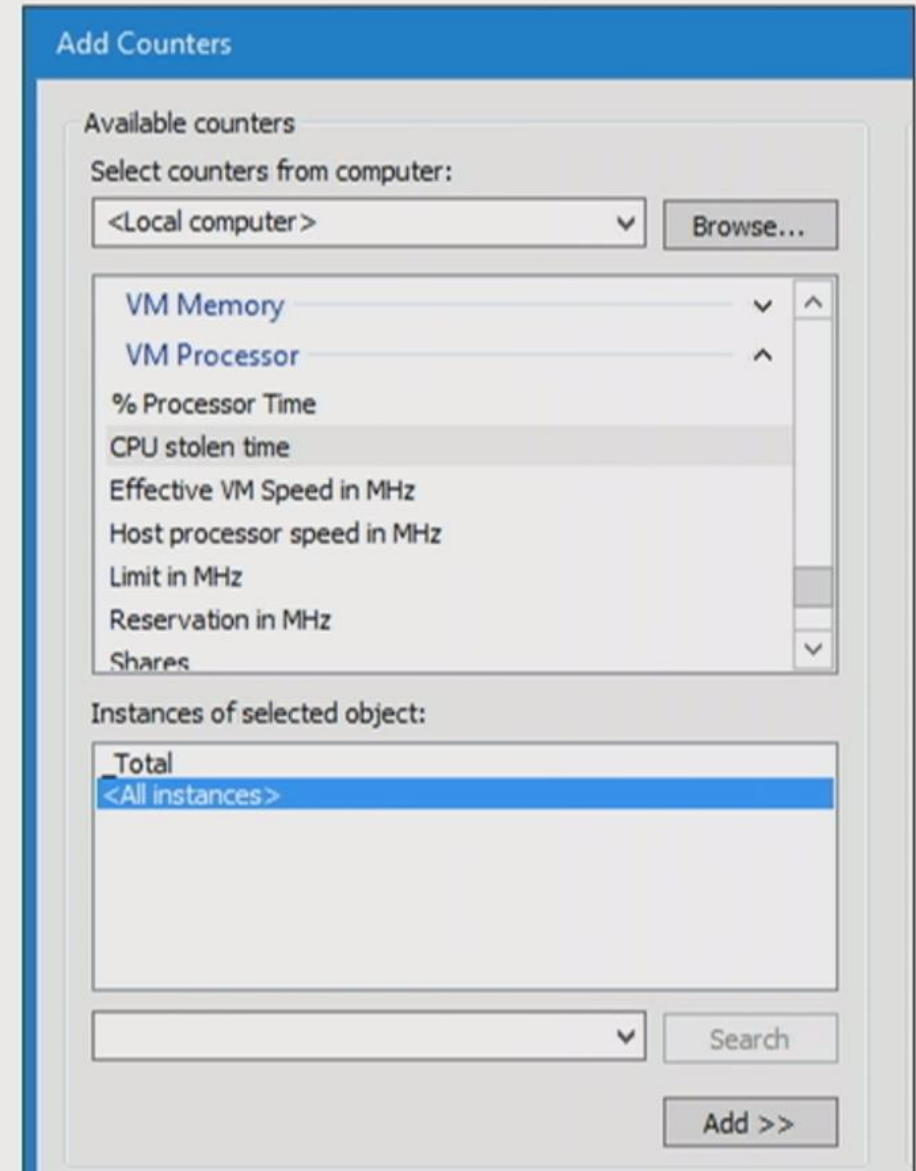 Add Counters
Available counters
Select counters from computer:
<Local computer>
Browse...
VM Memory
VM Processor
% Processor Time
CPU stolen time
Effective VM Speed in MHz
Host processor speed in MHz
Limit in MHz
Reservation in MHz
Shares
Instances of selected object:
_Total
<All instances>
Search
Add >>